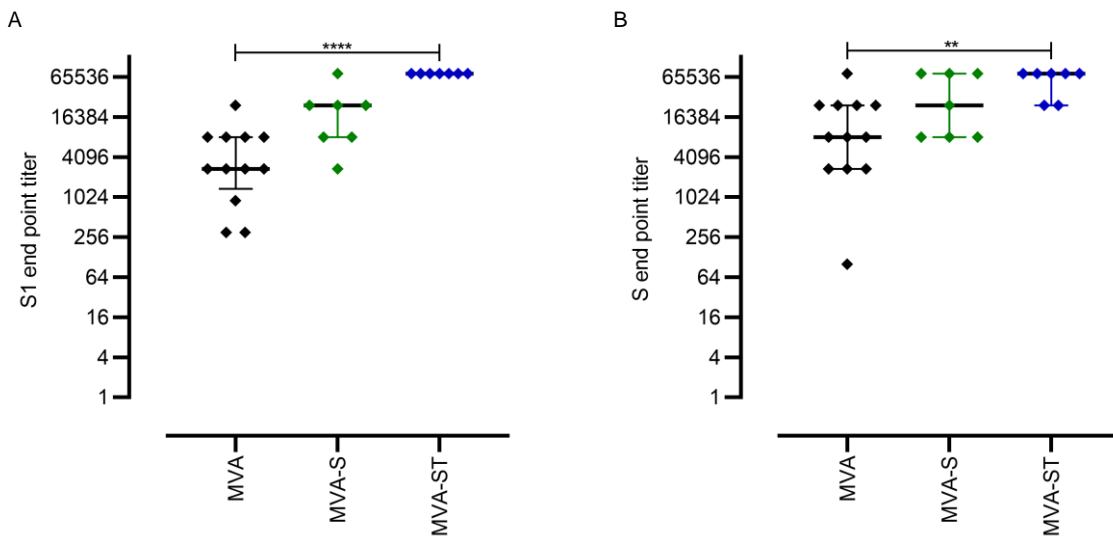 A
S1 end point titer
65536
16384
4096
1024
256
64
16
4
1
****
MVA
MVA-S
MVA-ST
B
S end point titer
65536
16384
4096
1024
256
64
16
4
1
**
MVA
MVA-S
MVA-ST